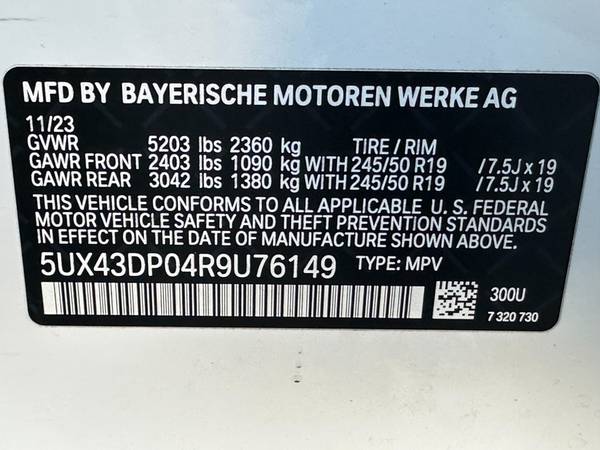 MFD BY BAYERISCHE MOTOREN WERKE AG
11/23
GVWR 5203 lbs 2360 kg TIRE / RIM
GAWR FRONT 2403 lbs 1090 kg WITH 245/50 R19 /7.5J x 19
GAWR REAR 3042 lbs 1380 kg WITH 245/50 R19 /7.5J x 19
THIS VEHICLE CONFORMS TO ALL APPLICABLE U. S. FEDERAL
MOTOR VEHICLE SAFETY AND THEFT PREVENTION STANDARDS
IN EFFECT ON THE DATE OF MANUFACTURE SHOWN ABOVE.
5UX43DP04R9U76149 TYPE: MPV
300U
7 320 730